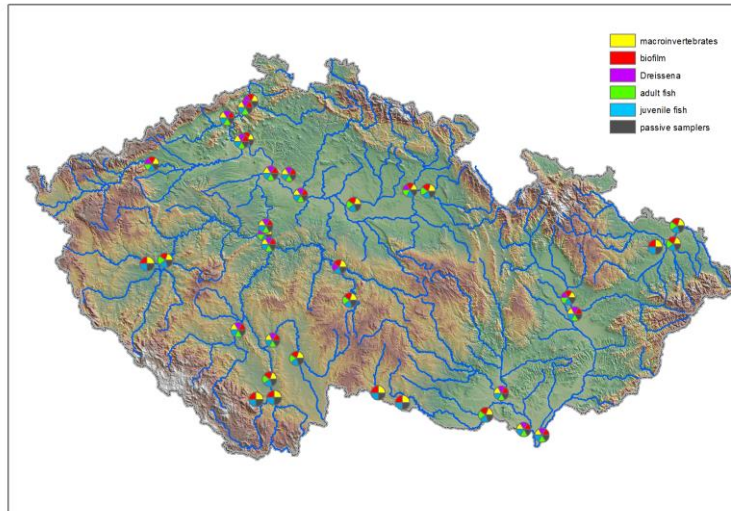 macroinvertebrates
biofilm
Dreissena
adult fish
juvenile fish
passive samplers